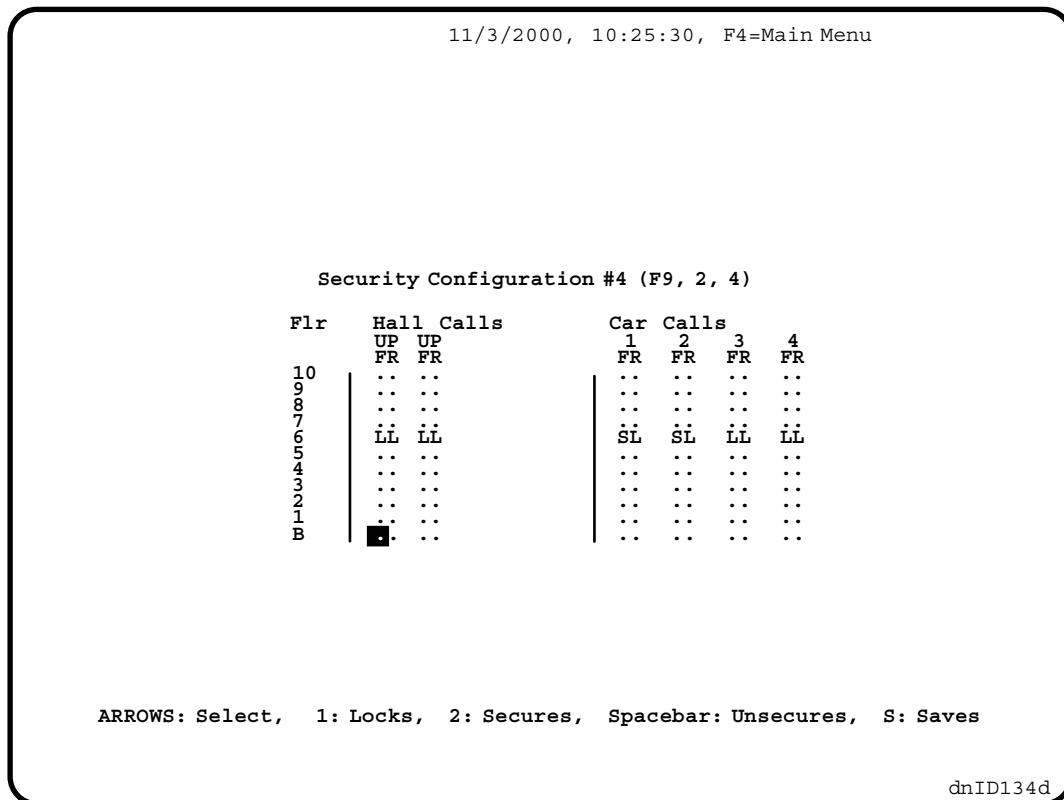 11/3/2000, 10:25:30, F4=Main Menu
Security Configuration #4 (F9, 2, 4)
Flr Hall Calls Car Calls
UP UP 1 2 3 4
FR FR FR FR FR FR
10 .. .. .. .. .. ..
9 .. .. .. .. .. ..
8 .. .. .. .. .. ..
7 .. .. .. .. .. ..
6 LL LL SL SL LL LL
5 .. .. .. .. .. ..
4 .. .. .. .. .. ..
3 .. .. .. .. .. ..
2 .. .. .. .. .. ..
1 .. .. .. .. .. ..
B .. .. .. .. .. ..
ARROWS: Select, 1: Locks, 2: Secures, Spacebar: Unsecures, S: Saves
dnID134d